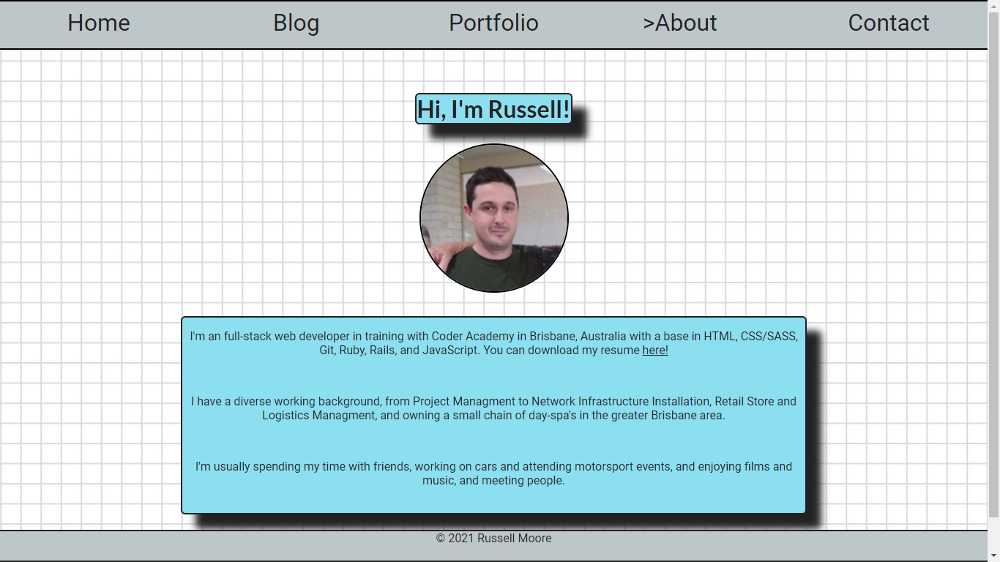 Home Blog Portfolio >About Contact
Hi, I'm Russell!
I'm an full-stack web developer in training with Coder Academy in Brisbane, Australia with a base in HTML, CSS/SASS,
Git, Ruby, Rails, and JavaScript. You can download my resume here!
I have a diverse working background, from Project Managment to Network Infrastructure Installation, Retail Store and
Logistics Managment, and owning a small chain of day-spa's in the greater Brisbane area.
I'm usually spending my time with friends, working on cars and attending motorsport events, and enjoying films and
music, and meeting people.
© 2021 Russell Moore